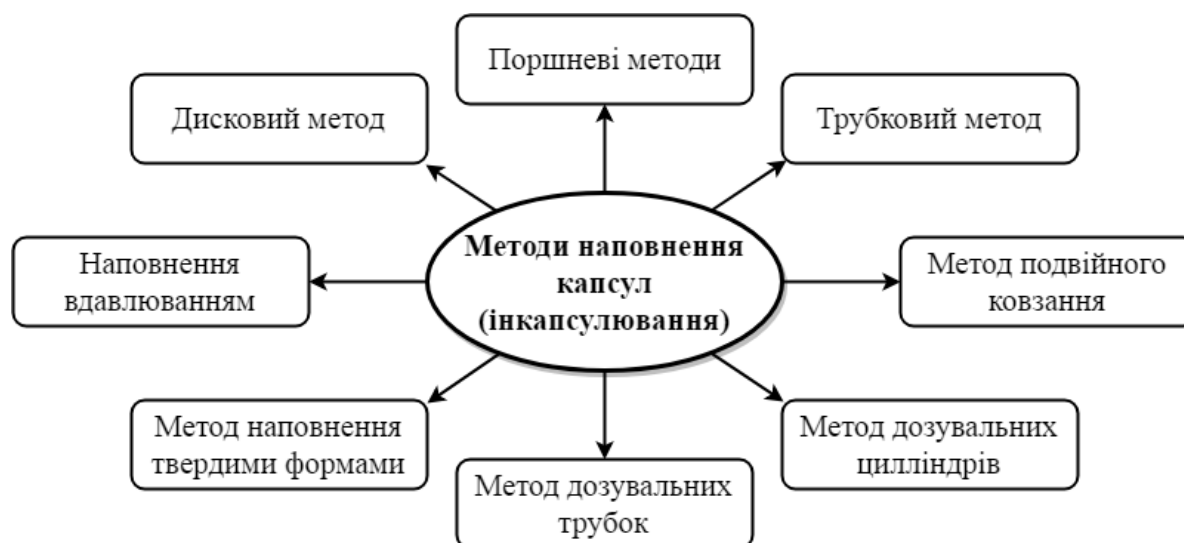 Поршневі методи
Дисковий метод
Трубковий метод
Методи наповнення
капсул
(інкапсулювання)
Наповнення
вдавлюванням
Метод подвійного
ковзання
Метод наповнення
твердими формами
Метод дозувальних
трубок
Метод дозувальних
цилліндрів